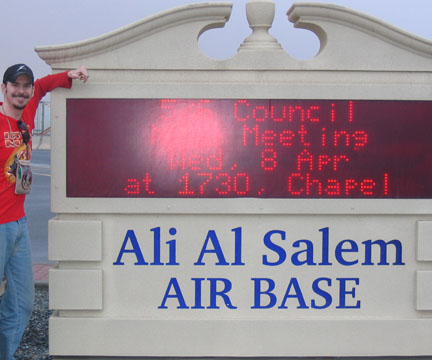 Council
Meeting
Wed, 8 Apr
at 1730, Chapel
Ali Al Salem
AIR BASE